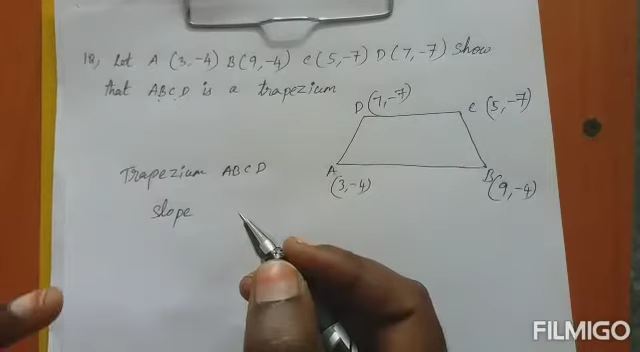 18, Let A (3,-4) B(9,-4) C(5,-7) D(7,-7) show
that ABCD is a trapezium
D(7,-7)
C (5,-7)
A
(3,-4)
B
(9,-4)
Trapezium ABCD
slope
FILMIGO